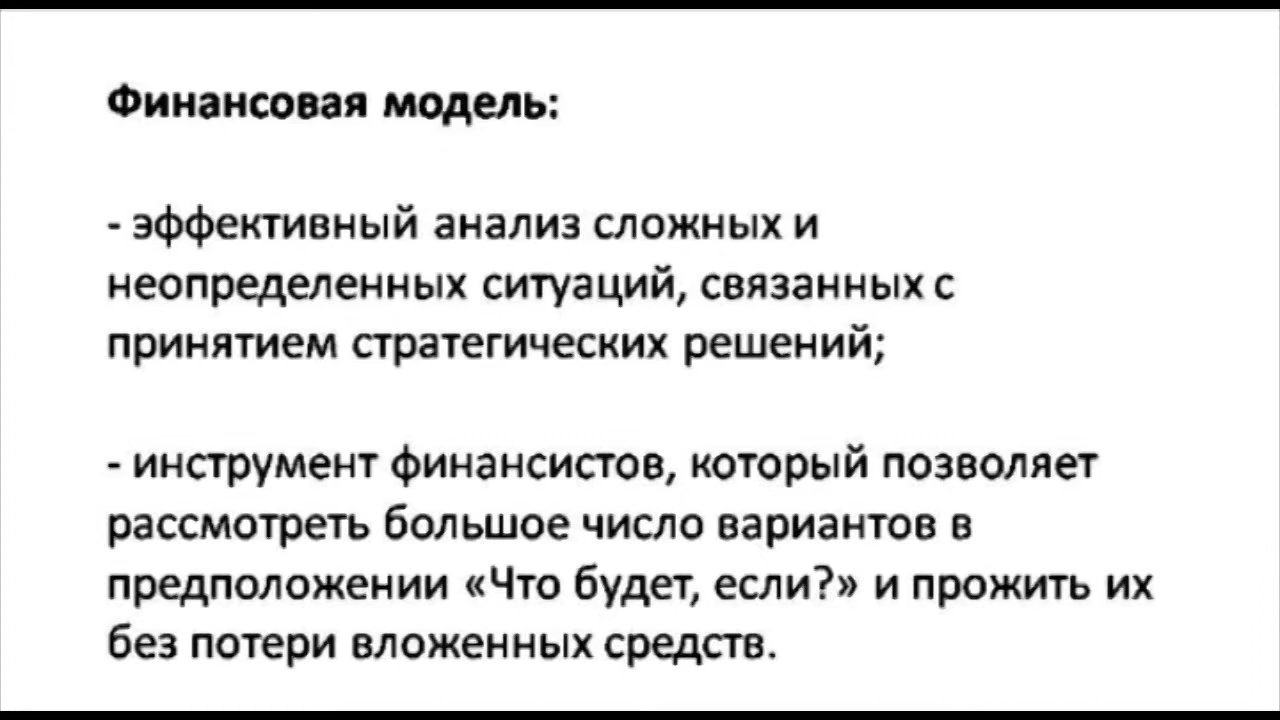 Финансовая модель:
- эффективный анализ сложных и
неопределенных ситуаций, связанных с
принятием стратегических решений;
- инструмент финансистов, который позволяет
рассмотреть большое число вариантов в
предположении «Что будет, если?» и прожить их
без потери вложенных средств.